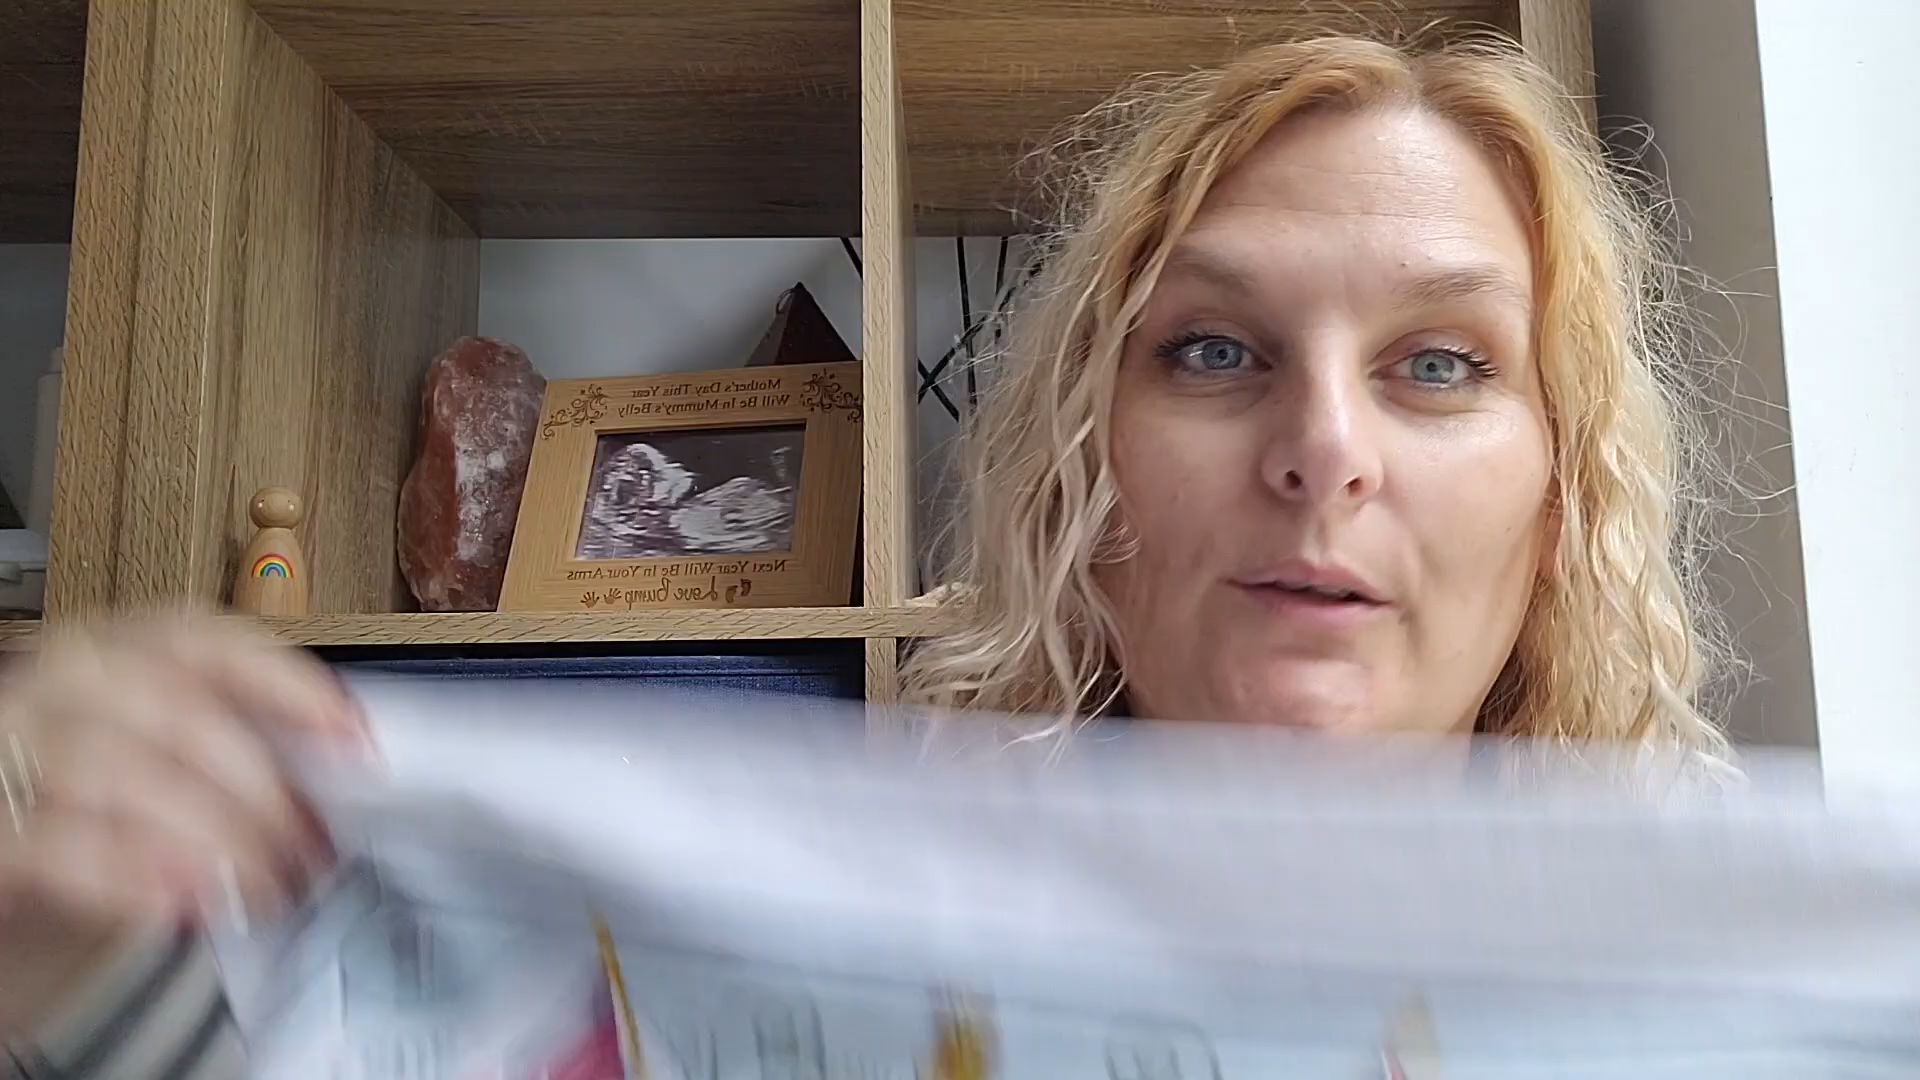 Mother's Day This Year
Will Be In Mummy's Belly
Next Year Will Be In Your Arms
Love Bump